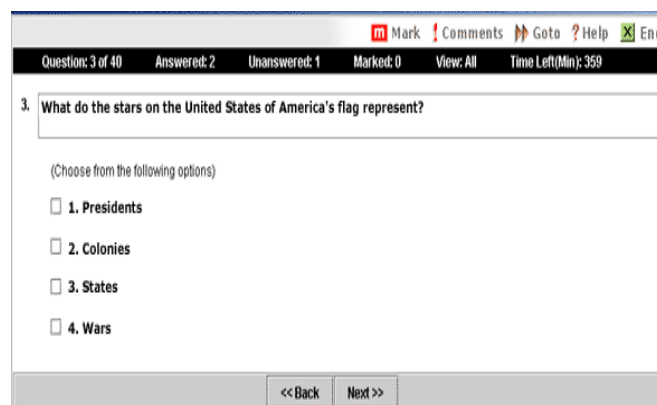 m Mark ! Comments Goto ? Help X En
Question: 3 of 40 Answered: 2 Unanswered: 1 Marked: 0 View: All Time Left(Min): 359
3. What do the stars on the United States of America's flag represent?
(Choose from the following options)
1. Presidents
2. Colonies
3. States
4. Wars
<< Back Next >>